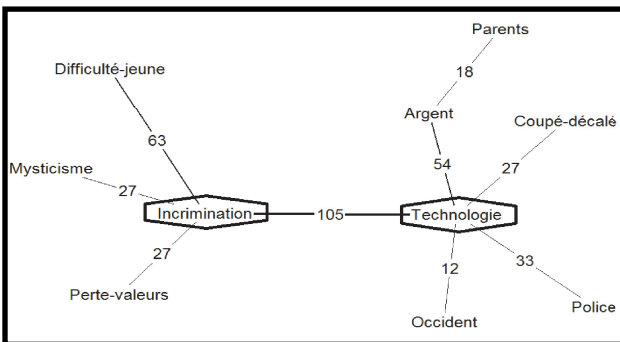 Parents
Difficulté-jeune
18
Argent
Coupé-décalé
63
54
Mysticisme
27
27
Incrimination
105
Technologie
27
12
33
Perte-valeurs
Police
Occident